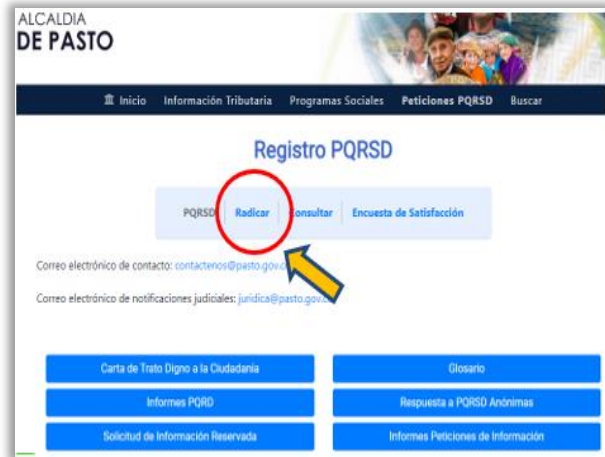 ALCALDIA
DE PASTO
Inicio Información Tributaria Programas Sociales Peticiones PQRSD Buscar
Registro PQRSD
PQRSD Radicar Consultar Encuesta de Satisfacción
Correo electrónico de contacto: contactenos@pasto.gov.c
Correo electrónico de notificaciones judiciales: juridica@pasto.gov.c
Carta de Trato Digno a la Ciudadania Glosario
Informes PQRD Respuesta a PQRSD Anónimas
Solicitud de Información Reservada Informes Peticiones de Información